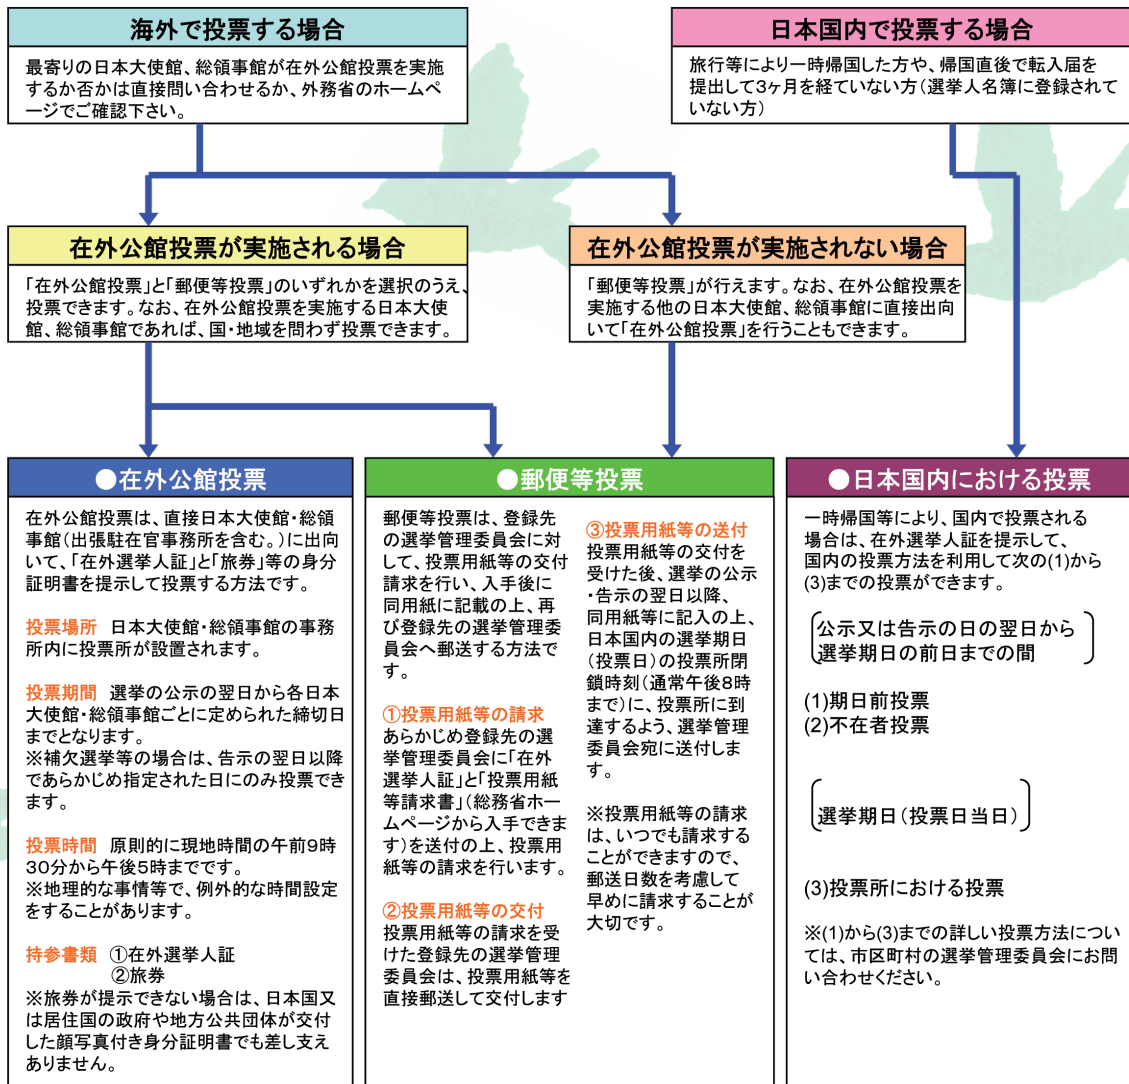 海外で投票する場合
最寄りの日本大使館、総領事館が在外公館投票を実施
するか否かは直接問い合わせるか、外務省のホームペ
ージでご確認下さい。
日本国内で投票する場合
旅行等により一時帰国した方や、帰国直後で転入届を
提出して3ヶ月を経ていない方(選挙人名簿に登録されて
いない方)
在外公館投票が実施される場合
「在外公館投票」と「郵便等投票」のいずれかを選択のうえ、
投票できます。なお、在外公館投票を実施する日本大使
館、総領事館であれば、国・地域を問わず投票できます。
在外公館投票が実施されない場合
「郵便等投票」が行えます。なお、在外公館投票を
実施する他の日本大使館、総領事館に直接出向
いて「在外公館投票」を行うこともできます。
●在外公館投票
在外公館投票は、直接日本大使館・総領
事館(出張駐在官事務所を含む。)に出向
いて、「在外選挙人証」と「旅券」等の身分
証明書を提示して投票する方法です。
投票場所 日本大使館・総領事館の事務
所内に投票所が設置されます。
投票期間 選挙の公示の翌日から各日本
大使館・総領事館ごとに定められた締切日
までとなります。
※補欠選挙等の場合は、告示の翌日以降
であらかじめ指定された日にのみ投票でき
ます。
投票時間 原則的に現地時間の午前9時
30分から午後5時までです。
※地理的な事情等で、例外的な時間設定
をすることがあります。
持参書類 ①在外選挙人証
②旅券
※旅券が提示できない場合は、日本国又
は居住国の政府や地方公共団体が交付
した顔写真付き身分証明書でも差し支え
ありません。
●郵便等投票
郵便等投票は、登録先
の選挙管理委員会に対
して、投票用紙等の交付
請求を行い、入手後に
同用紙に記載の上、再
び登録先の選挙管理委
員会へ郵送する方法で
す。
①投票用紙等の請求
あらかじめ登録先の選
挙管理委員会に「在外
選挙人証」と「投票用紙
等請求書」(総務省ホー
ムページから入手できま
す)を送付の上、投票用
紙等の請求を行います。
②投票用紙等の交付
投票用紙等の請求を受
けた登録先の選挙管理
委員会は、投票用紙等を
直接郵送して交付します
③投票用紙等の送付
投票用紙等の交付を
受けた後、選挙の公示
・告示の翌日以降、
同用紙等に記入の上、
日本国内の選挙期日
(投票日)の投票所閉
鎖時刻(通常午後8時
まで)に、投票所に到
達するよう、選挙管理
委員会宛に送付しま
す。
※投票用紙等の請求
は、いつでも請求する
ことができますので、
郵送日数を考慮して
早めに請求することが
大切です。
●日本国内における投票
一時帰国等により、国内で投票される
場合は、在外選挙人証を提示して、
国内の投票方法を利用して次の(1)から
(3)までの投票ができます。
公示又は告示の日の翌日から
選挙期日の前日までの間
(1)期日前投票
(2)不在者投票
選挙期日(投票日当日)
(3)投票所における投票
※(1)から(3)までの詳しい投票方法につい
ては、市区町村の選挙管理委員会にお問
い合わせください。